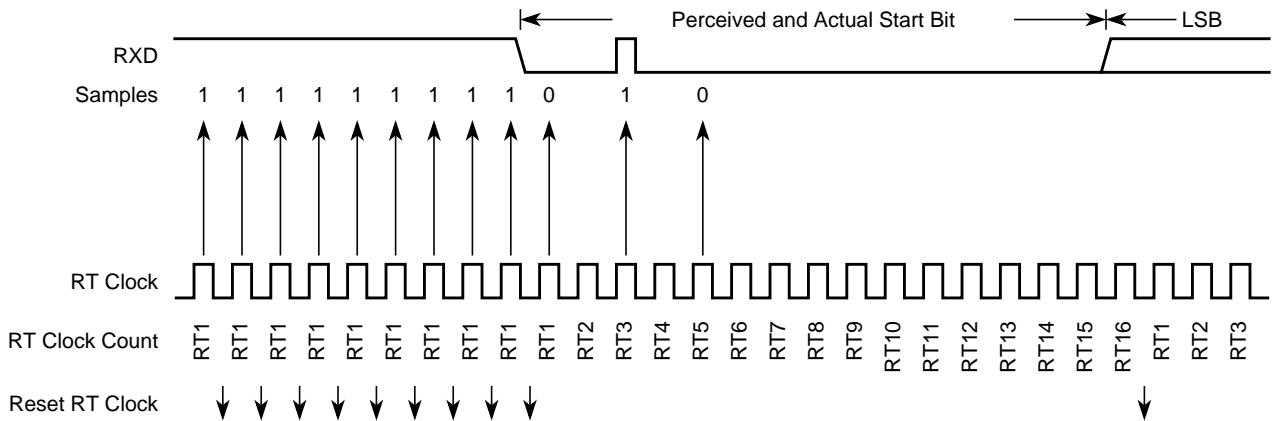 Perceived and Actual Start Bit LSB
RXD
Samples 1 1 1 1 1 1 1 1 1 0 1 0
RT Clock
RT Clock Count RT1 RT1 RT1 RT1 RT1 RT1 RT1 RT1 RT1 RT1 RT2 RT3 RT4 RT5 RT6 RT7 RT8 RT9 RT10 RT11 RT12 RT13 RT14 RT15 RT16 RT1 RT2 RT3
Reset RT Clock